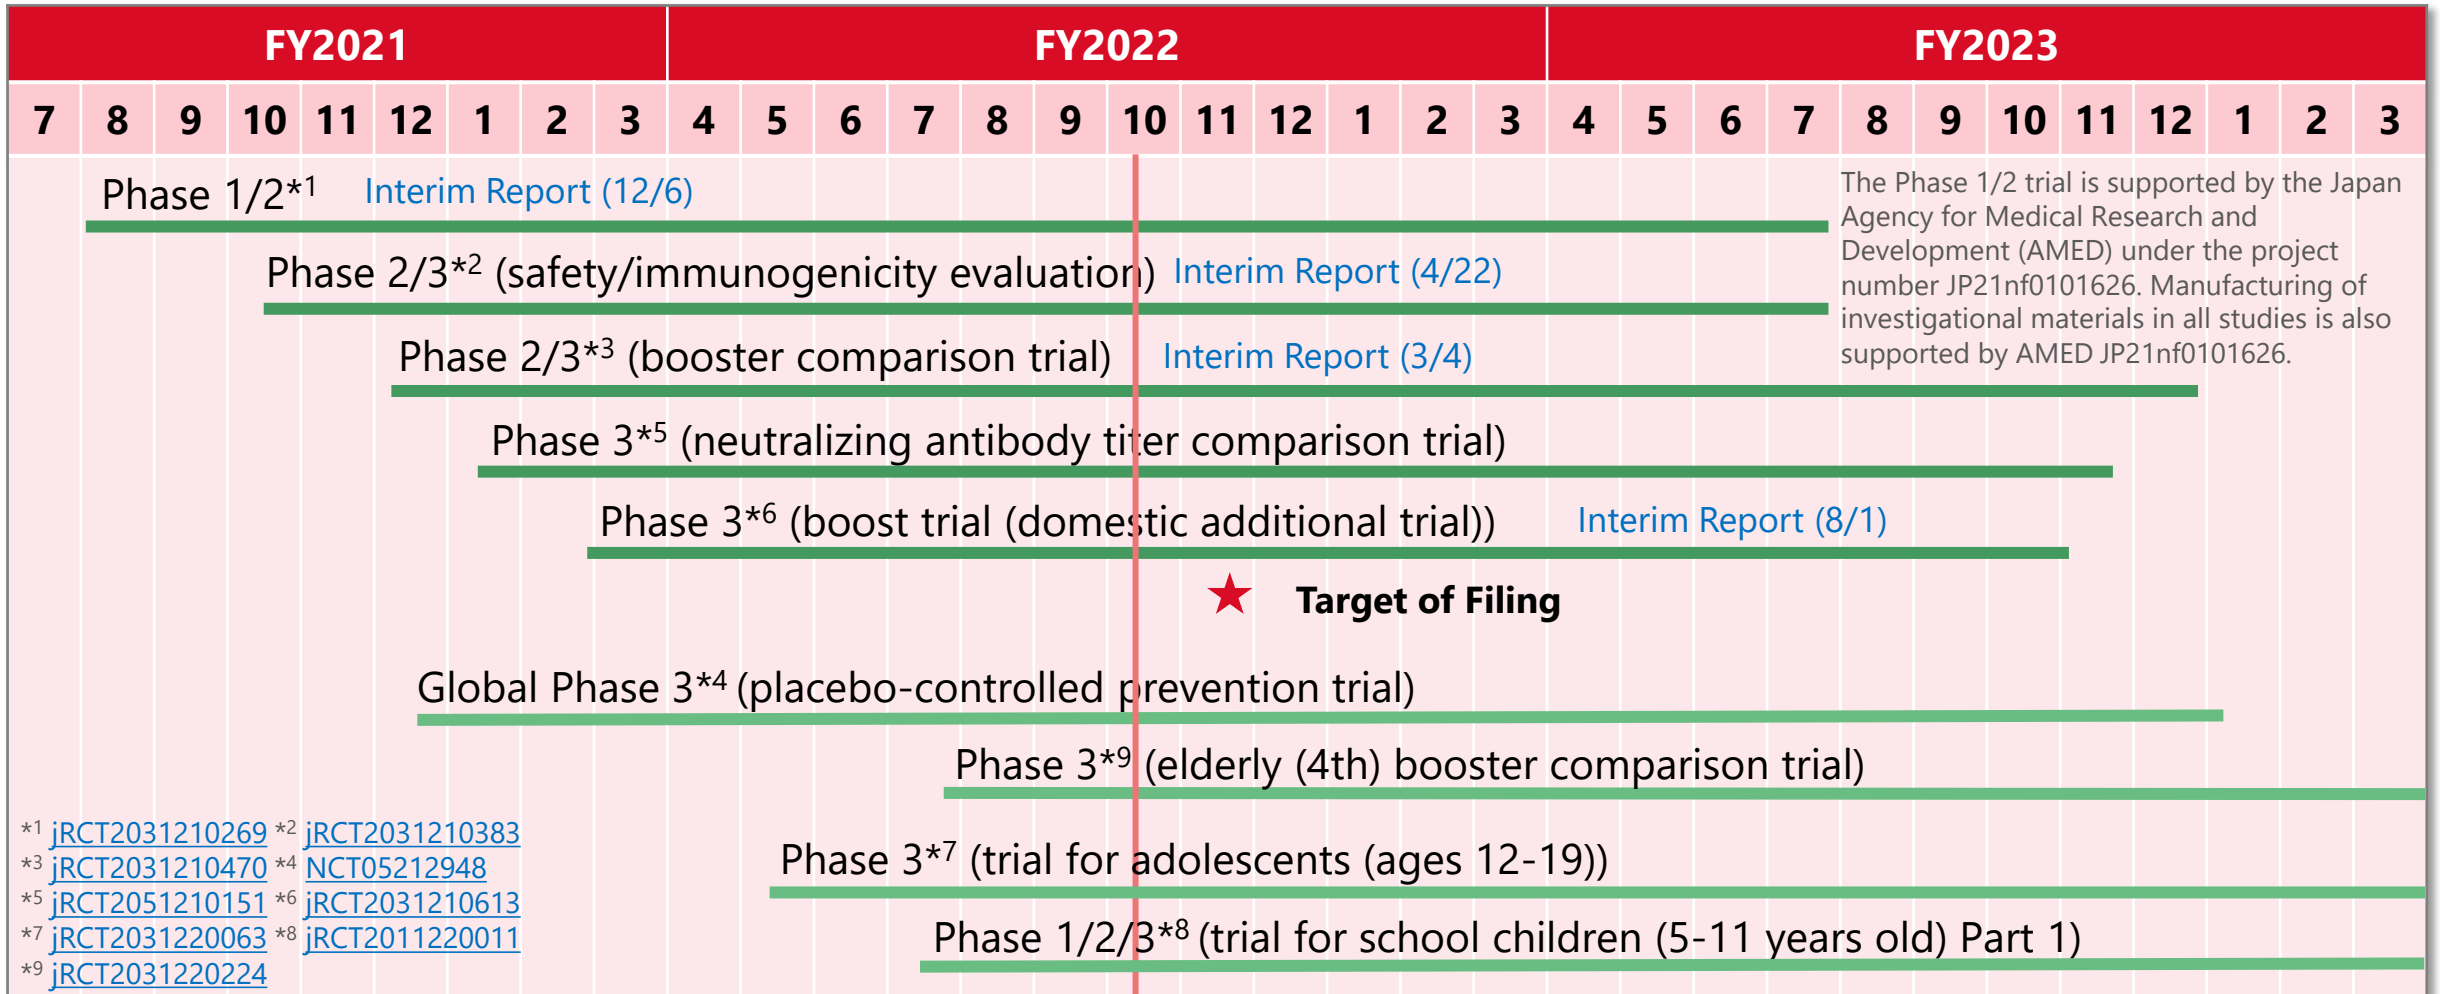 FY2021 FY2022 FY2023
7 8 9 10 11 12 1 2 3 4 5 6 7 8 9 10 11 12 1 2 3 4 5 6 7 8 9 10 11 12 1 2 3
Phase 1/2*1 Interim Report (12/6)
The Phase 1/2 trial is supported by the Japan
Agency for Medical Research and
Development (AMED) under the project
number JP21nf0101626. Manufacturing of
investigational materials in all studies is also
supported by AMED JP21nf0101626.
Phase 2/3*2 (safety/immunogenicity evaluation) Interim Report (4/22)
Phase 2/3*3 (booster comparison trial) Interim Report (3/4)
Phase 3*5 (neutralizing antibody titer comparison trial)
Phase 3*6 (boost trial (domestic additional trial)) Interim Report (8/1)
Target of Filing
Global Phase 3*4 (placebo-controlled prevention trial)
Phase 3*9 (elderly (4th) booster comparison trial)
Phase 3*7 (trial for adolescents (ages 12-19))
Phase 1/2/3*8 (trial for school children (5-11 years old) Part 1)
*1 jRCT2031210269 *2 jRCT2031210383
*3 jRCT2031210470 *4 NCT05212948
*5 jRCT2051210151 *6 jRCT2031210613
*7 jRCT2031220063 *8 jRCT2011220011
*9 jRCT2031220224